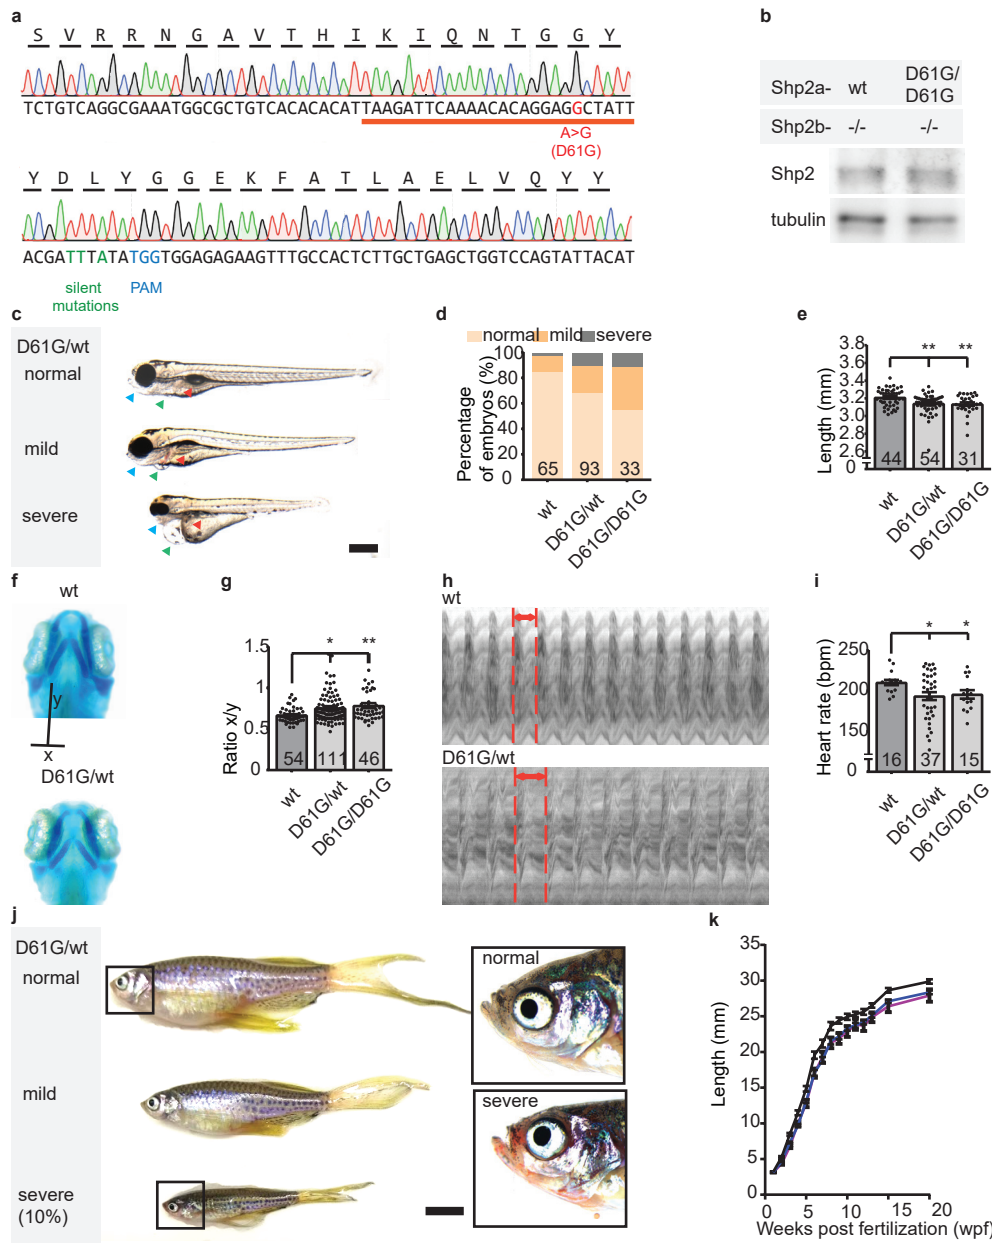 a
S V R R N G A V T H I K I Q N T G G Y
TCTGTCAGGCGAAATGGCGCTGTCACACACATTAAGATTCAAAACACAGGAGGCTATT
A>G
(D61G)
Y D L Y G G E K F A T L A E L V Q Y Y
ACGATTTATATGGTGGAGAGAAGTTTGCCACTCTTGCTGAGCTGGTCCAGTATTACAT
silent
mutations
PAM
b
Shp2a- wt D61G/
D61G
Shp2b- -/- -/-
Shp2
tubulin
c
D61G/wt
normal
mild
severe
d
normal mild severe
Percentage
of embryos (%)
100
80
60
40
20
0
65 93 33
wt
D61G/wt
D61G/D61G
e
Length (mm)
3.8
3.6
3.4
3.2
3.0
2.8
2.6
0
** **
44 54 31
wt
D61G/wt
D61G/D61G
f
wt
y
x
D61G/wt
g
Ratio x/y
1.5
1
0.5
0
* **
54 111 46
wt
D61G/wt
D61G/D61G
h
wt
D61G/wt
i
Heart rate (bpm)
250
200
150
0
* *
16 37 15
wt
D61G/wt
D61G/D61G
j
D61G/wt
normal
mild
severe
(10%)
normal
severe
k
Length (mm)
35
30
25
20
15
10
5
0
0 5 10 15 20
Weeks post fertilization (wpf)